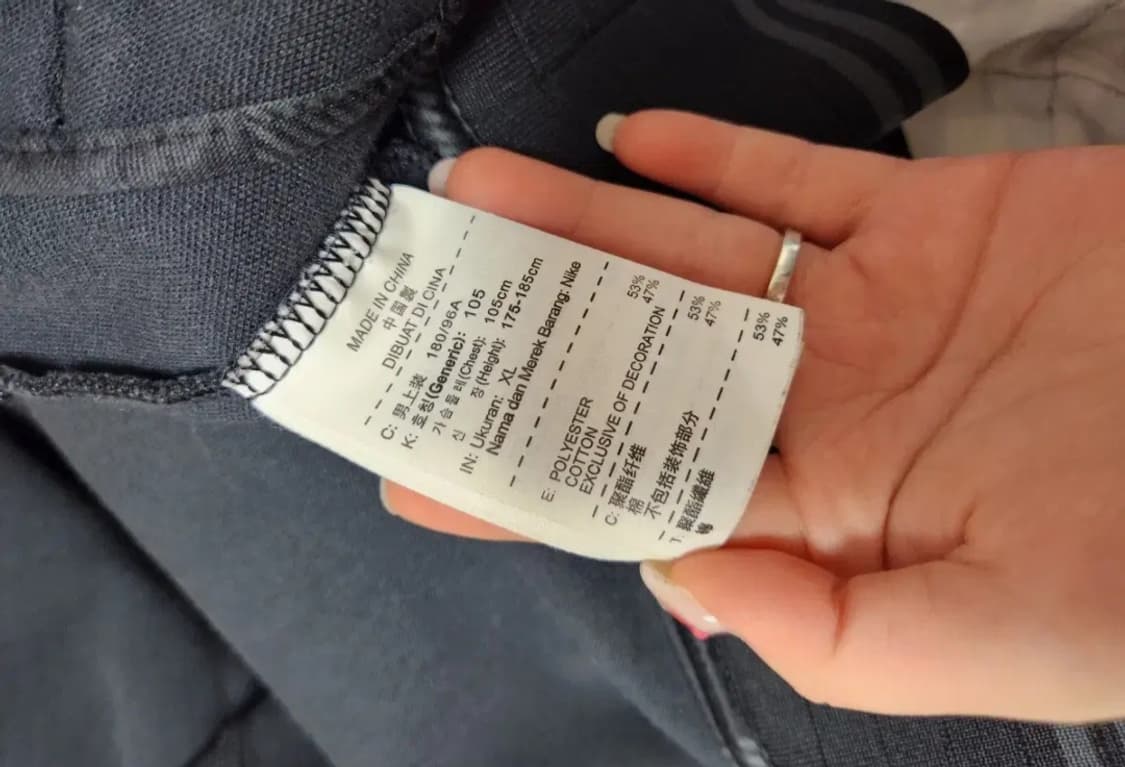 MADE IN CHINA
中国製
DIBUAT DI CINA
C: 男上装 180/96A
K: 호칭(Generic): 105
가슴둘레(Chest): 105cm
신 장(Height): 175-185cm
IN: Ukuran: XL
Nama dan Merek Barang: Nike
E: POLYESTER 53%
COTTON 47%
EXCLUSIVE OF DECORATION
C: 聚酯纤维 53%
棉 47%
不包括装饰部分
T: 聚酯纖維 53%
47%